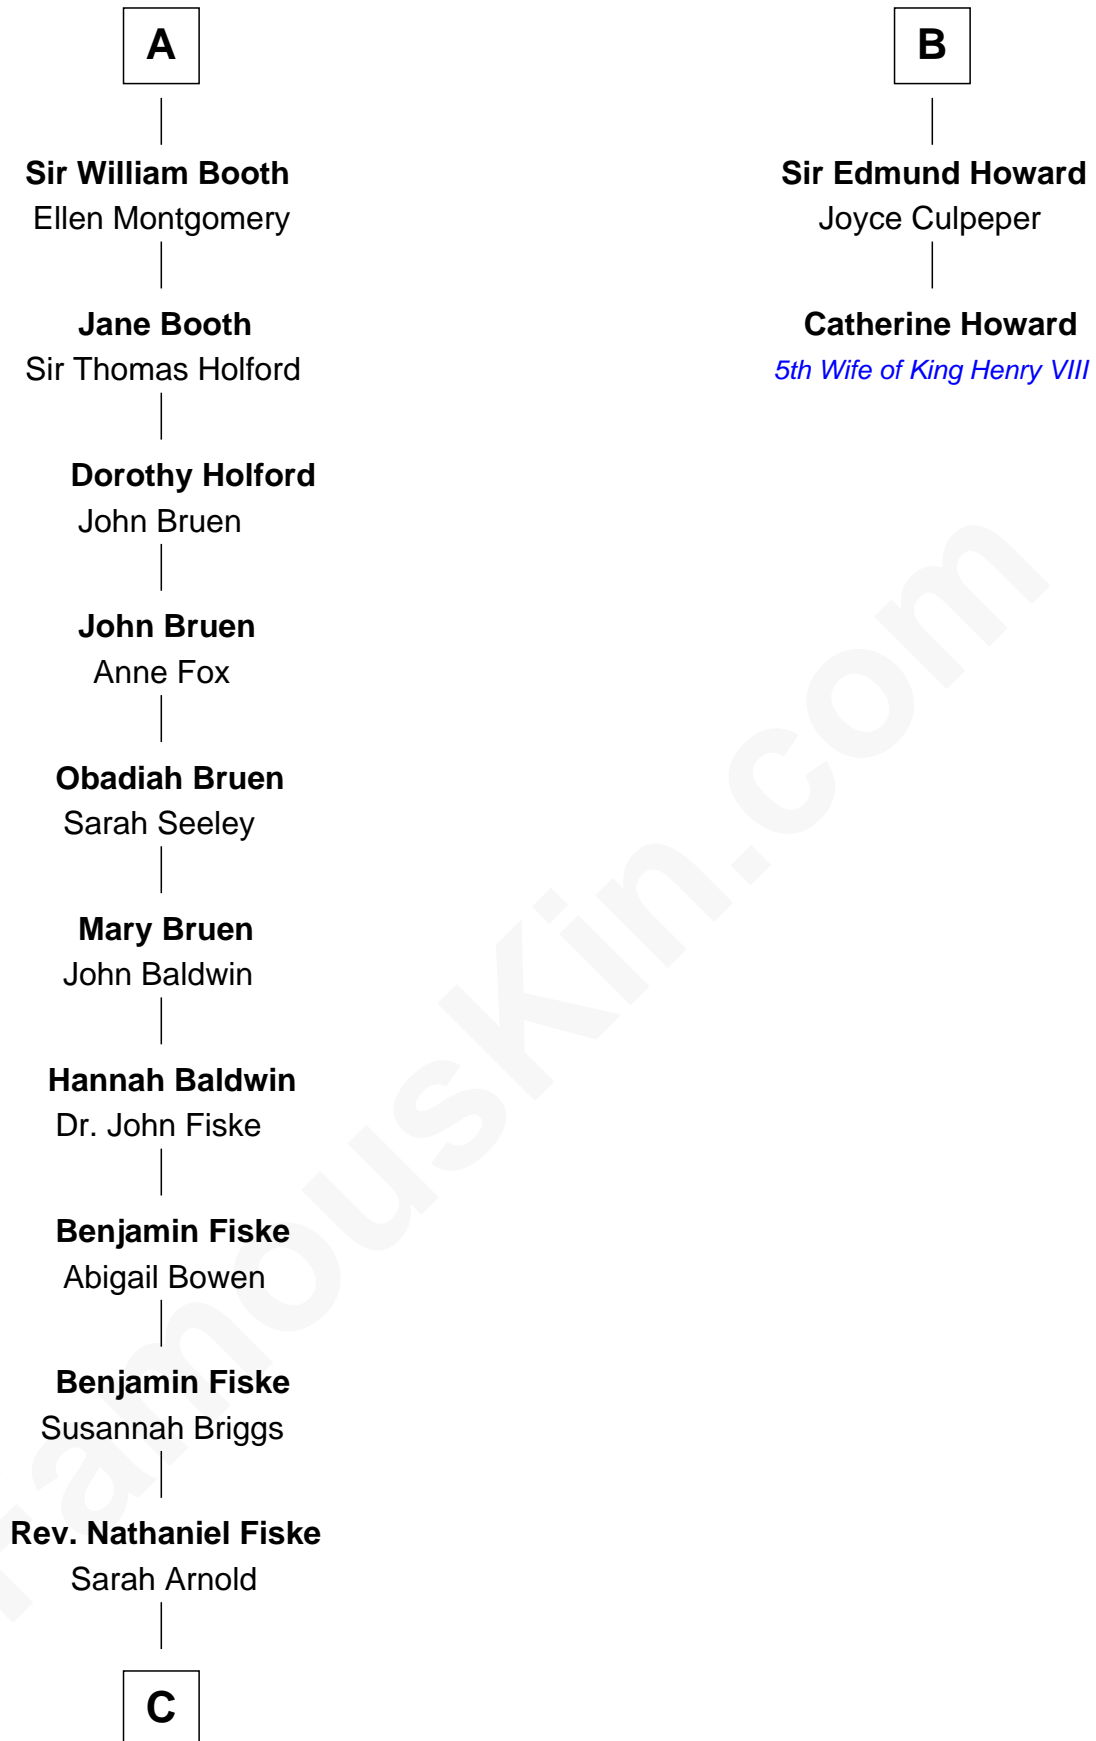 A
Sir William Booth
Ellen Montgomery
Jane Booth
Sir Thomas Holford
Dorothy Holford
John Bruen
John Bruen
Anne Fox
Obadiah Bruen
Sarah Seeley
Mary Bruen
John Baldwin
Hannah Baldwin
Dr. John Fiske
Benjamin Fiske
Abigail Bowen
Benjamin Fiske
Susannah Briggs
Rev. Nathaniel Fiske
Sarah Arnold
C
B
Sir Edmund Howard
Joyce Culpeper
Catherine Howard
5th Wife of King Henry VIII
FamousKin.com